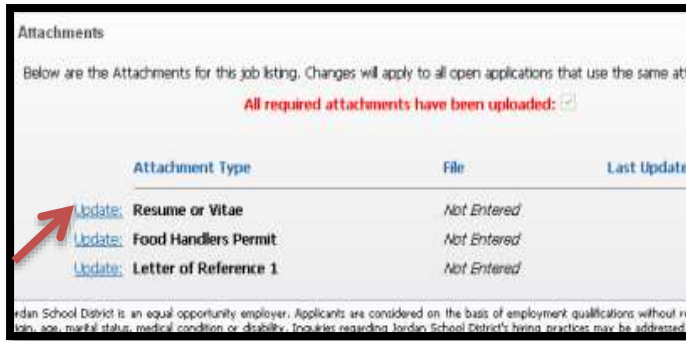 Attachments
Below are the Attachments for this job listing. Changes will apply to all open applications that use the same att
All required attachments have been uploaded:
Attachment Type File Last Update
Update: Resume or Vitae Not Entered
Update: Food Handlers Permit Not Entered
Update: Letter of Reference 1 Not Entered
rdan School District is an equal opportunity employer. Applicants are considered on the basis of employment qualifications without r
igin, age, marital status, medical condition or disability. Inquiries regarding Jordan School District's hiring practices may be addressed